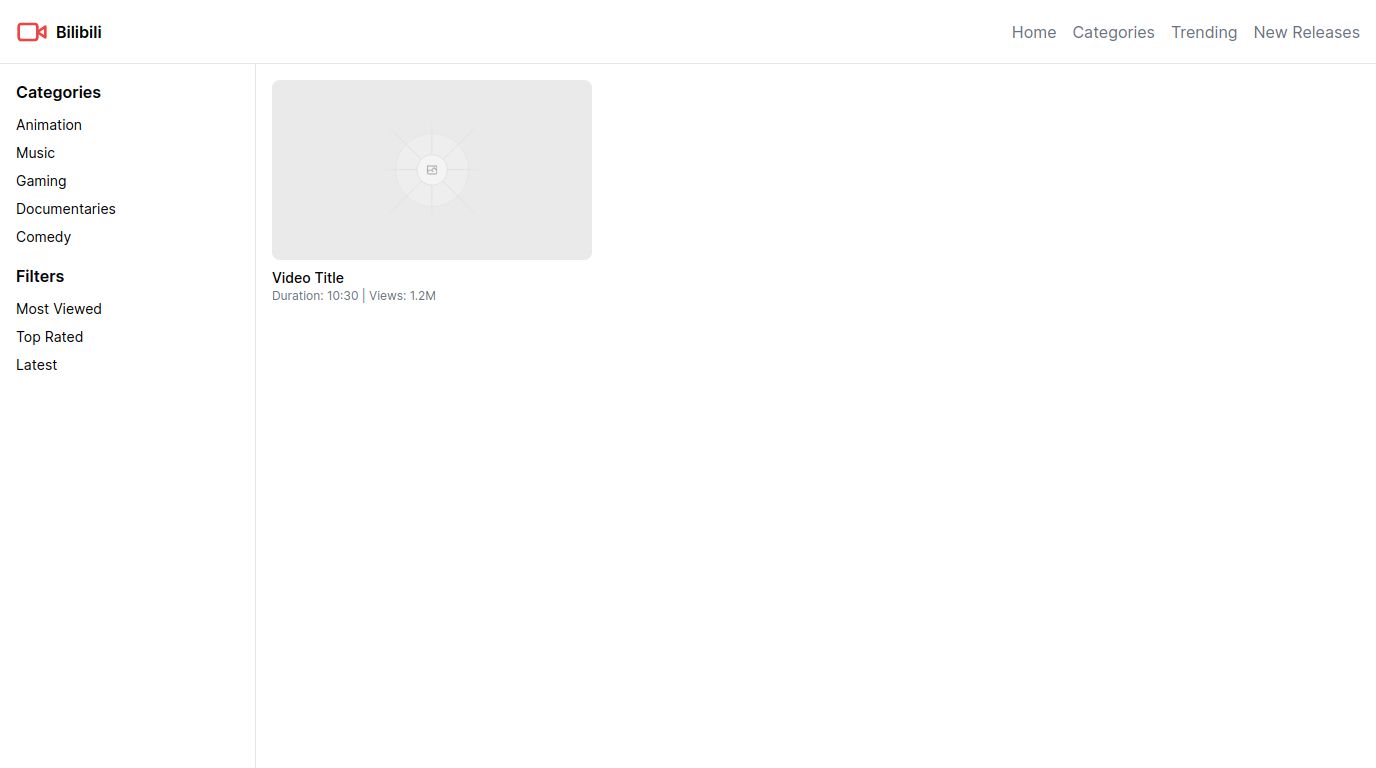 Bilibili
Home Categories Trending New Releases
Categories
Animation
Music
Gaming
Documentaries
Comedy
Filters
Most Viewed
Top Rated
Latest
Video Title
Duration: 10:30 | Views: 1.2M